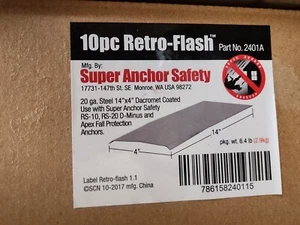 10pc Retro-Flash™ Part No. 2401A
Mfg. By:
Super Anchor Safety
17731-147th St. SE Monroe, WA USA 98272
20 ga. Steel 14"x4" Dacromet Coated
Use with Super Anchor Safety
RS-10, RS-20 D-Minus and
Apex Fall Protection
Anchors.
14"
4"
pkg. wt. 6.4 lb (2.9kg)
Label Retro-flash 1.1
©SCN 10-2017 mfg. China
786158240115